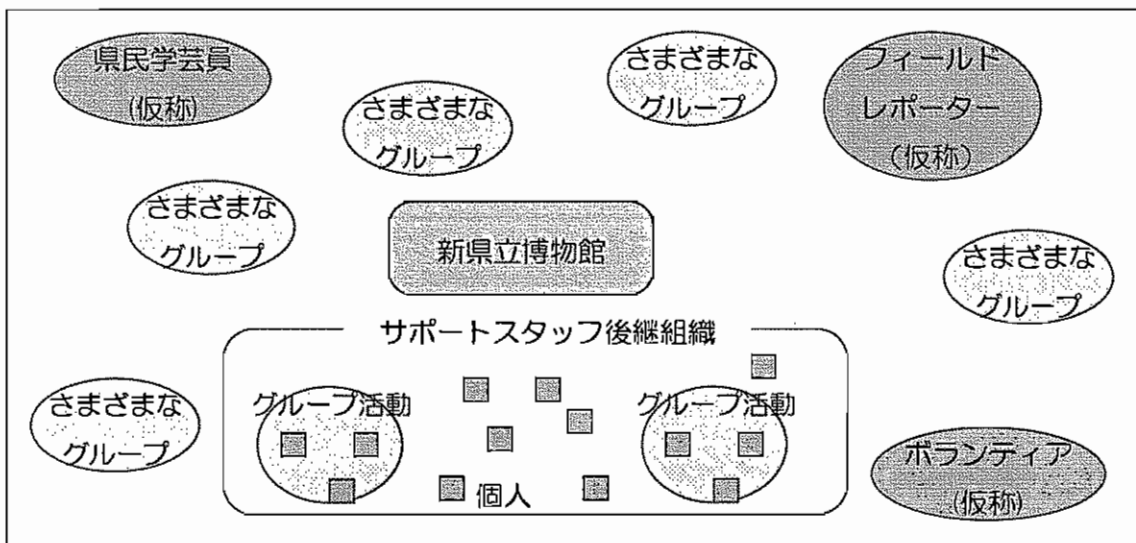 県民学芸員
(仮称)
さまざまな
グループ
さまざまな
グループ
フィールド
レポーター
(仮称)
さまざまな
グループ
新県立博物館
さまざまな
グループ
サポートスタッフ後継組織
さまざまな
グループ
グループ活動
個人
グループ活動
ボランティア
(仮称)